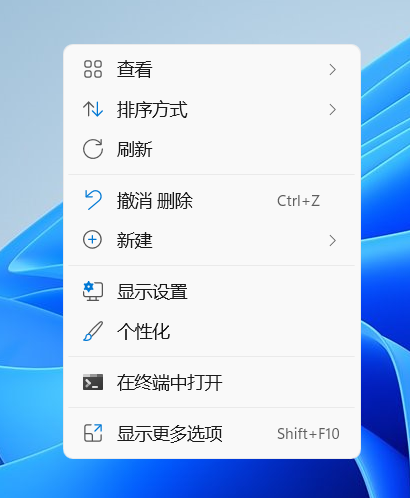 查看
排序方式
刷新
撤消 删除 Ctrl+Z
新建
显示设置
个性化
在终端中打开
显示更多选项 Shift+F10